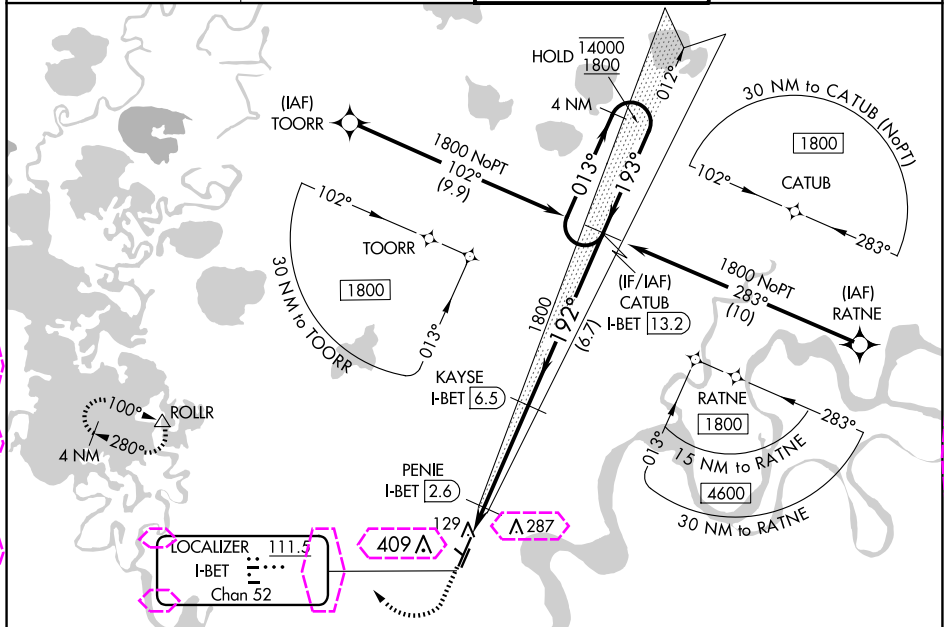 HOLD 14000
1800
012°
4 NM
(IAF)
TOORR
1800 NoPT
102°
(9.9)
013°
193°
30 NM to CATUB (NoPT)
1800
CATUB
102°
283°
102°
TOORR
1800
30 NM to TOORR
013°
1800 NoPT
283°
(10)
(IAF)
RATNE
(IF/IAF)
CATUB
I-BET 13.2
1800
192°
(6.7)
KAYSE
I-BET 6.5
RATNE
1800
283°
013°
15 NM to RATNE
4600
30 NM to RATNE
100°
ROLLR
280°
4 NM
PENIE
I-BET 2.6
129
287
409
LOCALIZER 111.5
I-BET
Chan 52